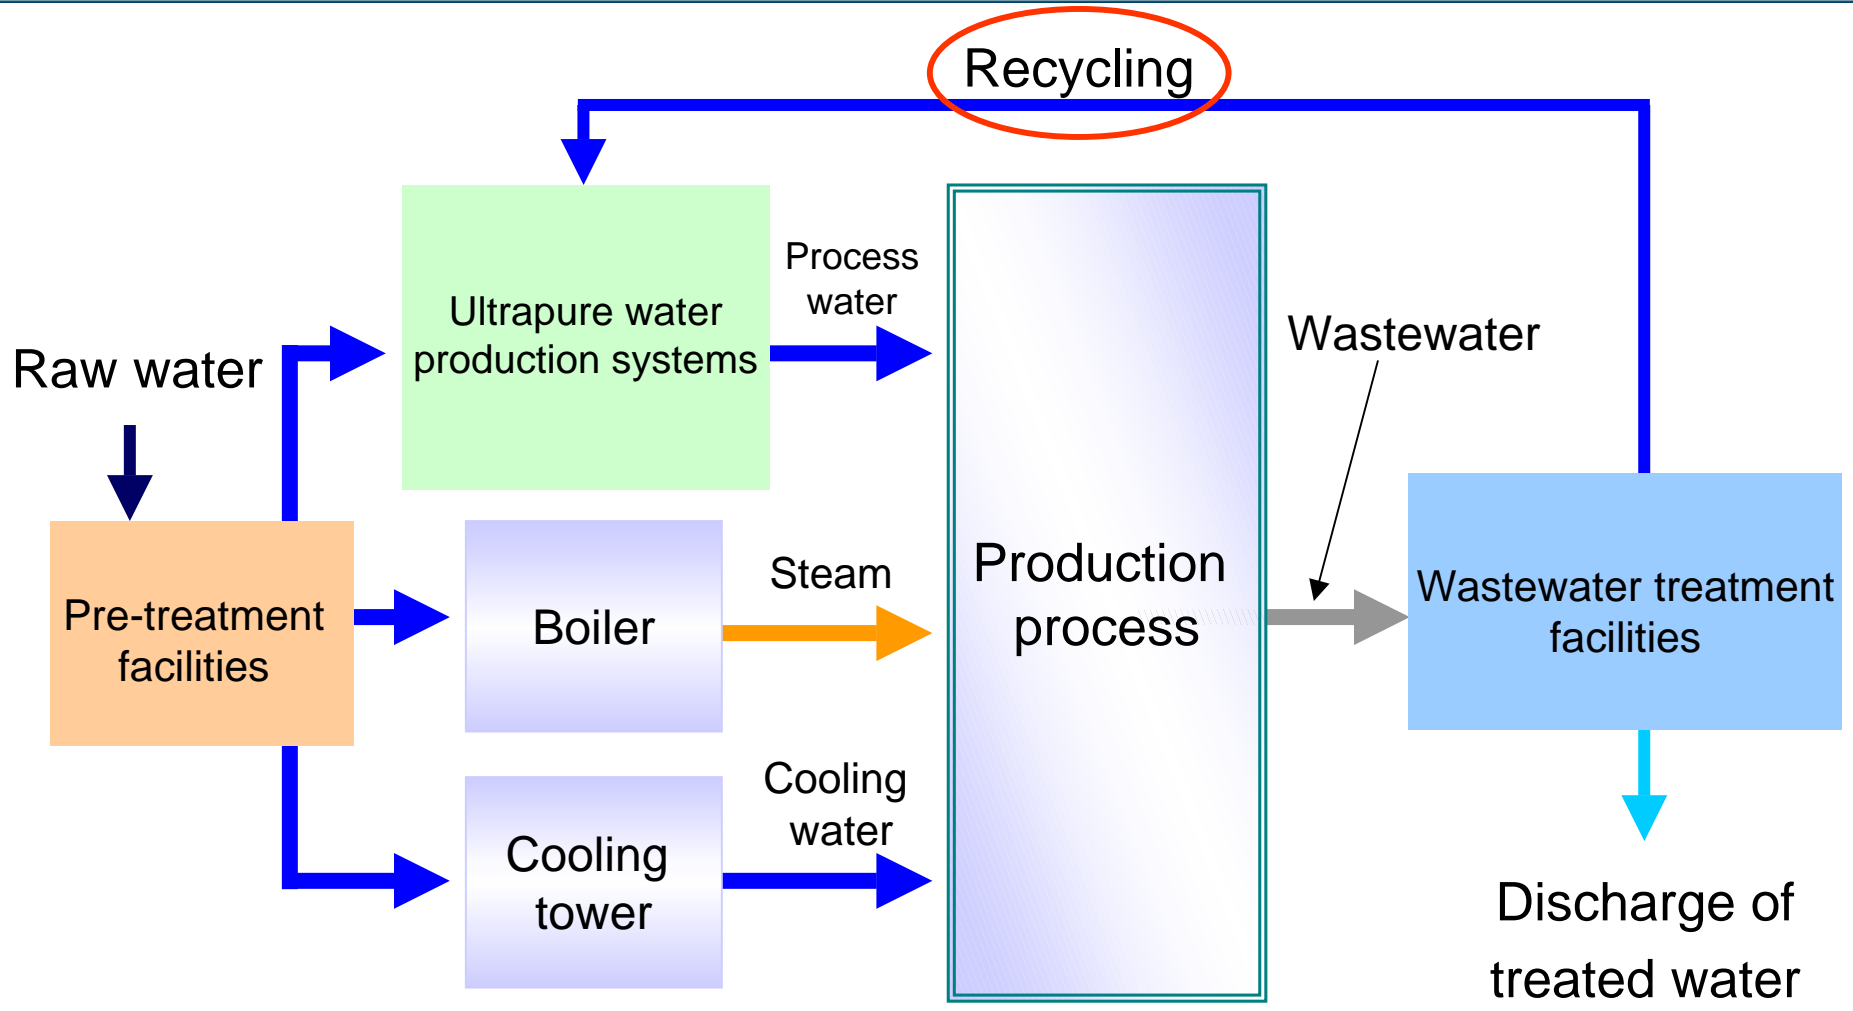 Recycling
Process
water
Ultrapure water
production systems
Wastewater
Raw water
Steam
Production
process
Boiler
Pre-treatment
facilities
Wastewater treatment
facilities
Cooling
water
Cooling
tower
Discharge of
treated water